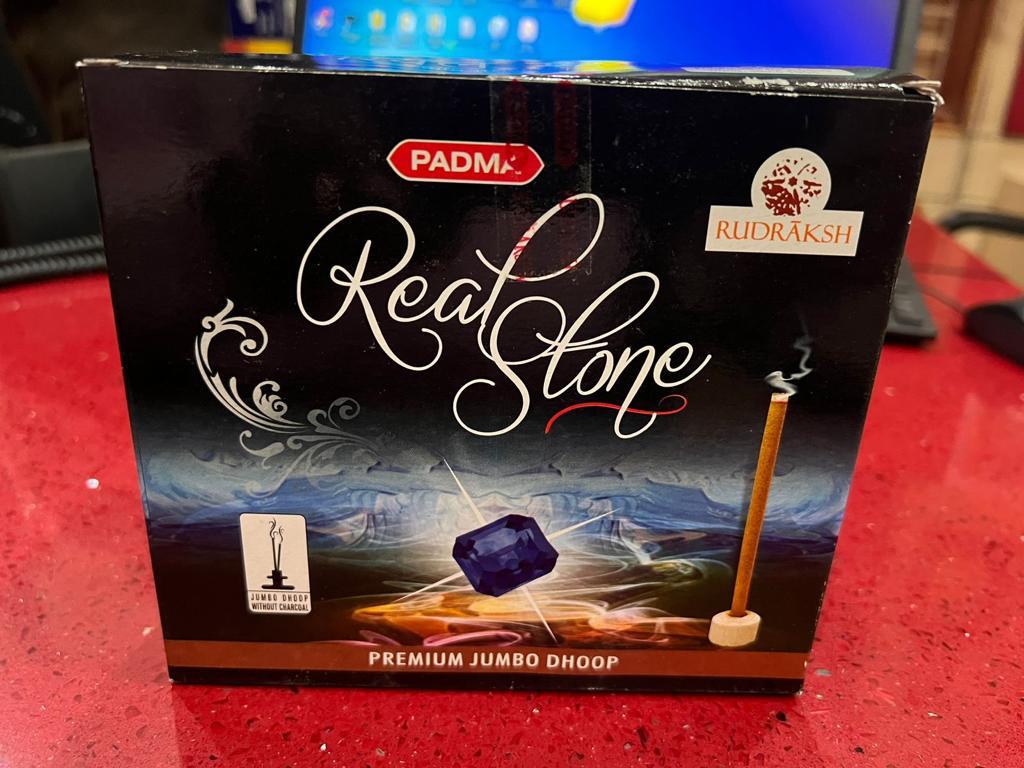 PADMA
RUDRĀKSH
Real
Stone
JUMBO DHOOP
WITHOUT CHARCOAL
PREMIUM JUMBO DHOOP